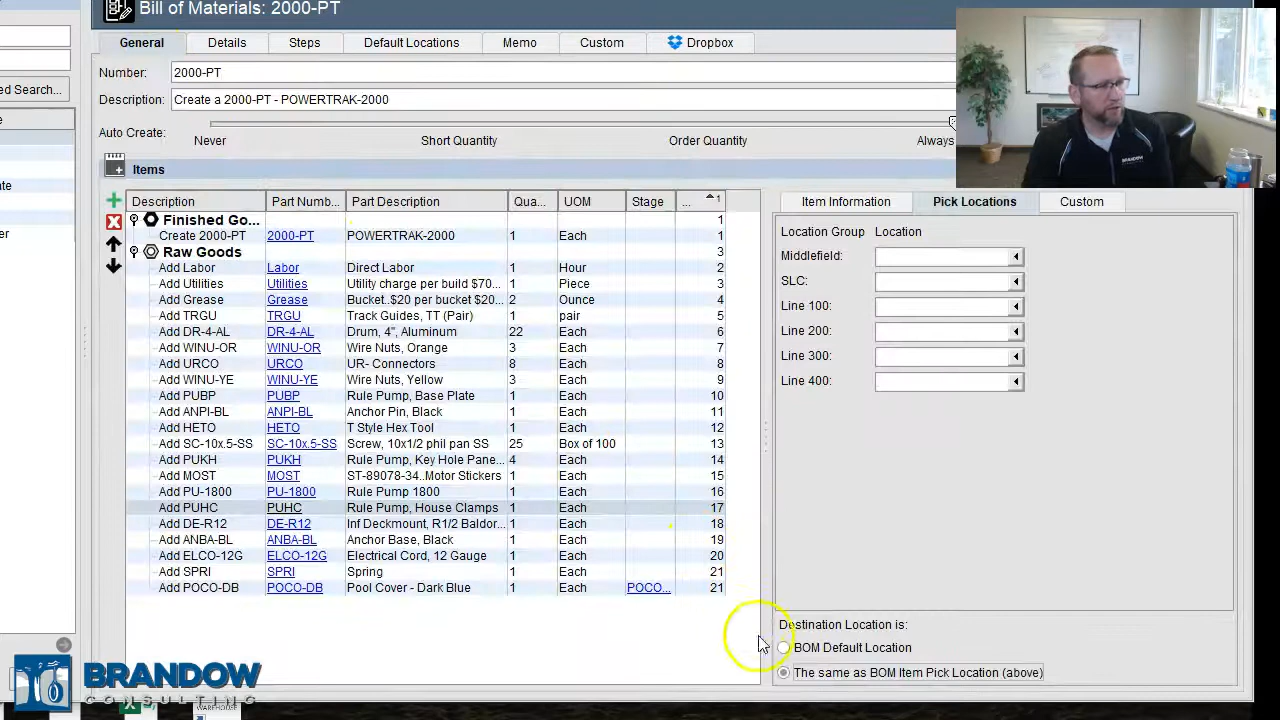 Bill of Materials: 2000-PT
General Details Steps Default Locations Memo Custom Dropbox
Number: 2000-PT
ed Search...
Description: Create a 2000-PT - POWERTRAK-2000
Auto Create:
Never Short Quantity Order Quantity Always
Items
Description Part Numb... Part Description Qua... UOM Stage ... 1
Finished Go... 1
Create 2000-PT 2000-PT POWERTRAK-2000 1 Each 1
Raw Goods 3
Add Labor Labor Direct Labor 1 Hour 2
Add Utilities Utilities Utility charge per build $70... 1 Piece 3
Add Grease Grease Bucket..$20 per bucket $20... 2 Ounce 4
Add TRGU TRGU Track Guides, TT (Pair) 1 pair 5
Add DR-4-AL DR-4-AL Drum, 4", Aluminum 22 Each 6
Add WINU-OR WINU-OR Wire Nuts, Orange 3 Each 7
Add URCO URCO UR- Connectors 8 Each 8
Add WINU-YE WINU-YE Wire Nuts, Yellow 3 Each 9
Add PUBP PUBP Rule Pump, Base Plate 1 Each 10
Add ANPI-BL ANPI-BL Anchor Pin, Black 1 Each 11
Add HETO HETO T Style Hex Tool 1 Each 12
Add SC-10x.5-SS SC-10x.5-SS Screw, 10x1/2 phil pan SS 25 Box of 100 13
Add PUKH PUKH Rule Pump, Key Hole Pane... 4 Each 14
Add MOST MOST ST-89078-34..Motor Stickers 1 Each 15
Add PU-1800 PU-1800 Rule Pump 1800 1 Each 16
Add PUHC PUHC Rule Pump, House Clamps 1 Each 17
Add DE-R12 DE-R12 Inf Deckmount, R1/2 Baldor... 1 Each 18
Add ANBA-BL ANBA-BL Anchor Base, Black 1 Each 19
Add ELCO-12G ELCO-12G Electrical Cord, 12 Gauge 1 Each 20
Add SPRI SPRI Spring 1 Each 21
Add POCO-DB POCO-DB Pool Cover - Dark Blue 1 Each POCO... 21
Item Information Pick Locations Custom
Location Group Location
Middlefield:
SLC:
Line 100:
Line 200:
Line 300:
Line 400:
Destination Location is:
BOM Default Location
The same as BOM Item Pick Location (above)
BRANDOW
BRANDOW
CONSULTING
WAREHOUSE